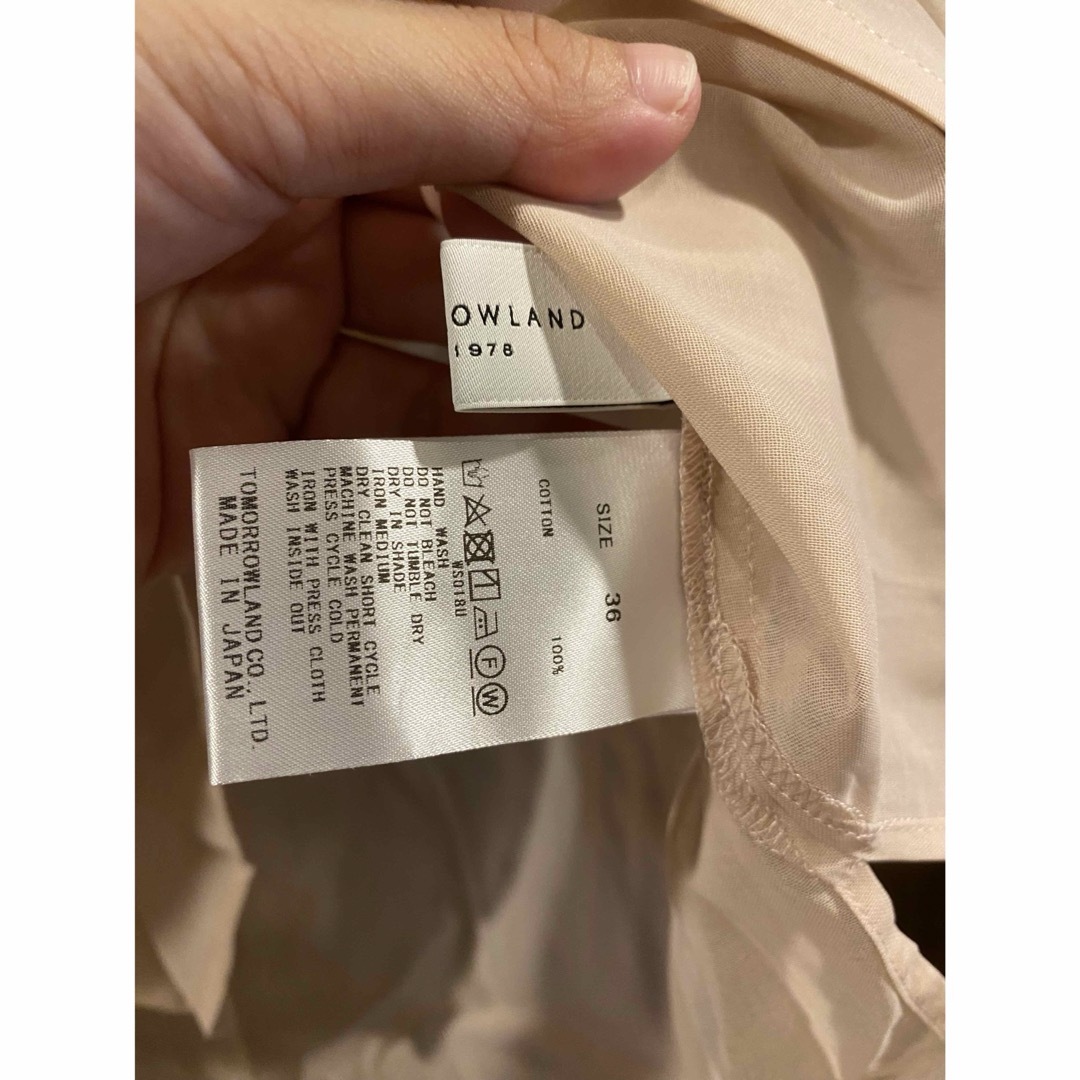 OWLAND
1978
SIZE 36
COTTON 100%
WS018U
HAND WASH
DO NOT BLEACH
DO NOT TUMBLE DRY
DRY IN SHADE
IRON MEDIUM
DRY CLEAN SHORT CYCLE
MACHINE WASH PERMANENT
PRESS CYCLE COLD
IRON WITH PRESS CLOTH
WASH INSIDE OUT
TOMORROWLAND CO., LTD.
MADE IN JAPAN